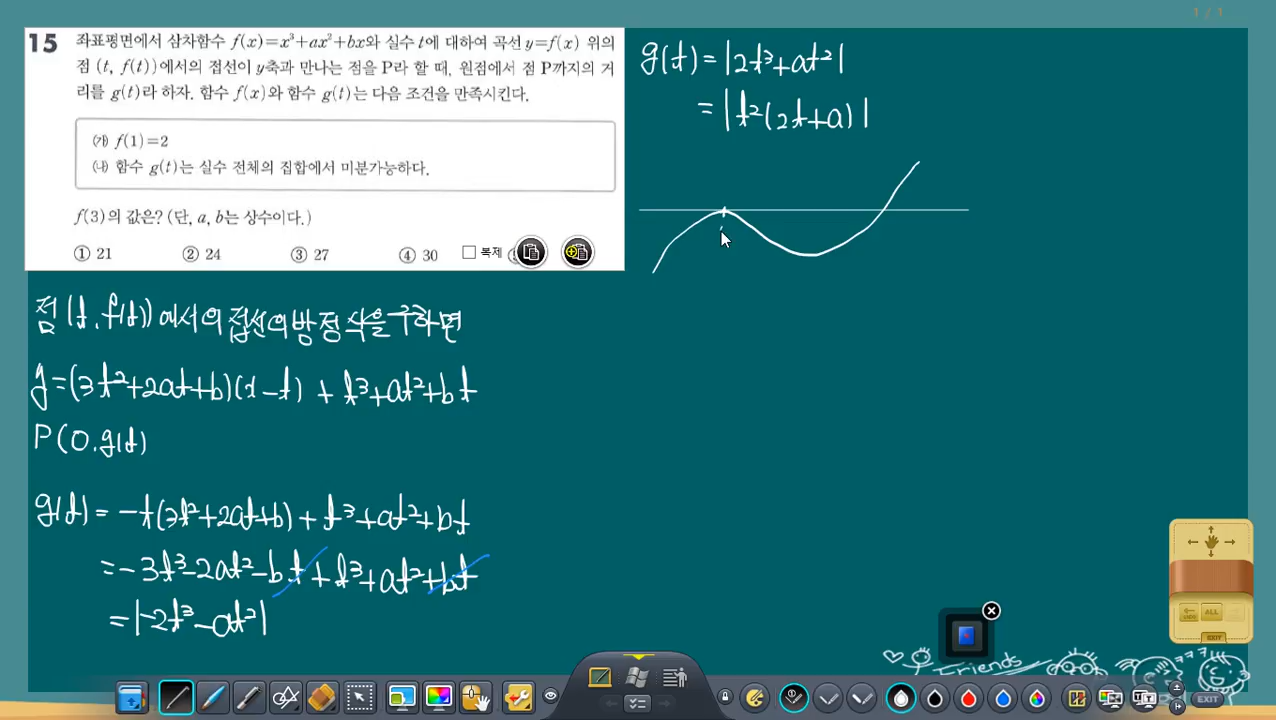 15 좌표평면에서 삼차함수 f(x)=x³+ax²+bx와 실수 t에 대하여 곡선 y=f(x) 위의
점 (t, f(t))에서의 접선이 y축과 만나는 점을 P라 할 때, 원점에서 점 P까지의 거
리를 g(t)라 하자. 함수 f(x)와 함수 g(t)는 다음 조건을 만족시킨다.
㈎ f(1)=2
㈏ 함수 g(t)는 실수 전체의 집합에서 미분가능하다.
f(3)의 값은? (단, a, b는 상수이다.)
① 21 ② 24 ③ 27 ④ 30
복제
점(t, f(t))에서의 접선의 방정식을 구하면
y=(3t²+2at+b)(x-t)+t³+at²+bt
P(0, g(t)
g(t)= -t(3t²+2at+b)+t³+at²+bt
=-3t³-2at²-bt+t³+at²+bt
=|-2t³-at²|
g(t)=|2t³+at²|
=|t²(2t+a)|
1/1
ALL
EXIT
Friends
EXIT